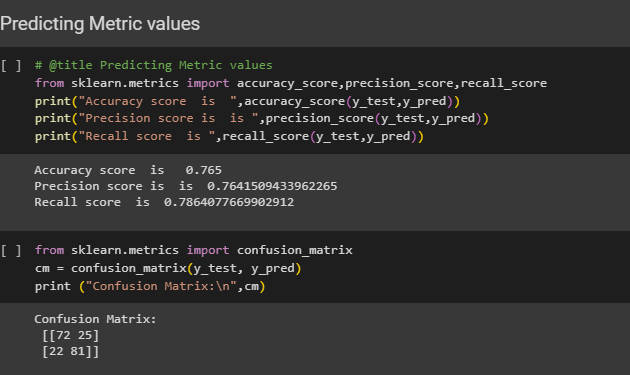 Predicting Metric values
[ ] # @title Predicting Metric values
from sklearn.metrics import accuracy_score,precision_score,recall_score
print("Accuracy score  is  ",accuracy_score(y_test,y_pred))
print("Precision score is  is ",precision_score(y_test,y_pred))
print("Recall score  is ",recall_score(y_test,y_pred))
Accuracy score  is   0.765
Precision score is  is  0.7641509433962265
Recall score  is  0.7864077669902912
[ ] from sklearn.metrics import confusion_matrix
cm = confusion_matrix(y_test, y_pred)
print ("Confusion Matrix:\n",cm)
Confusion Matrix:
 [[72 25]
 [22 81]]